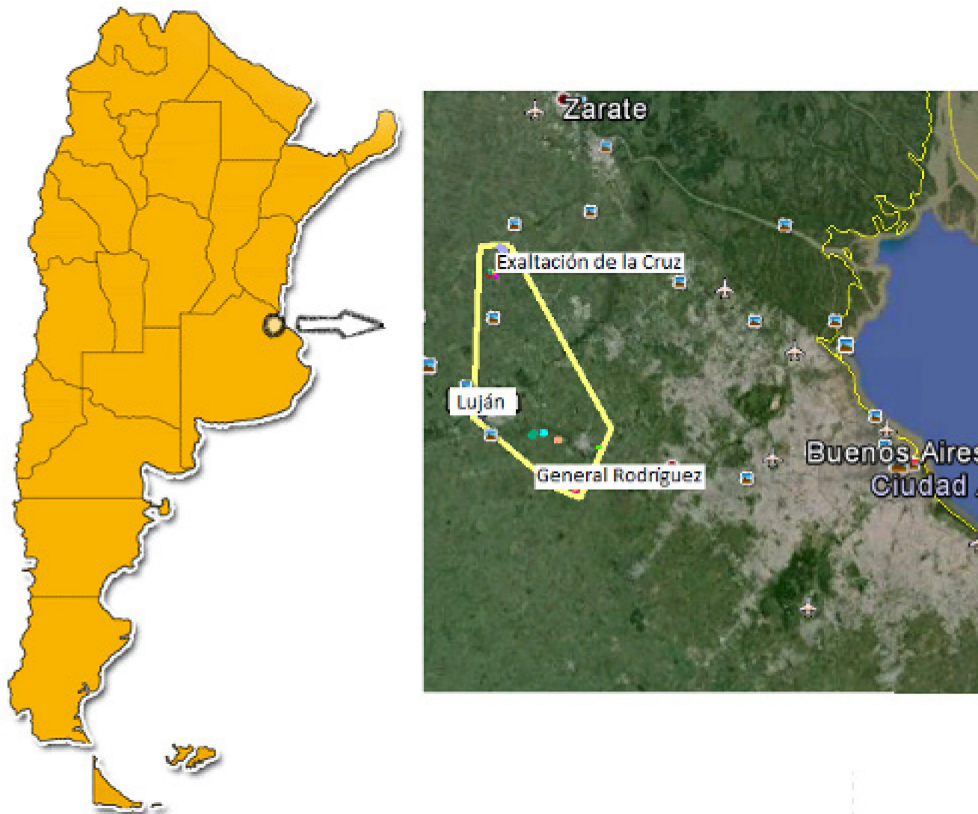 Zarate
Exaltación de la Cruz
Luján
General Rodríguez
Buenos Aires
Ciudad